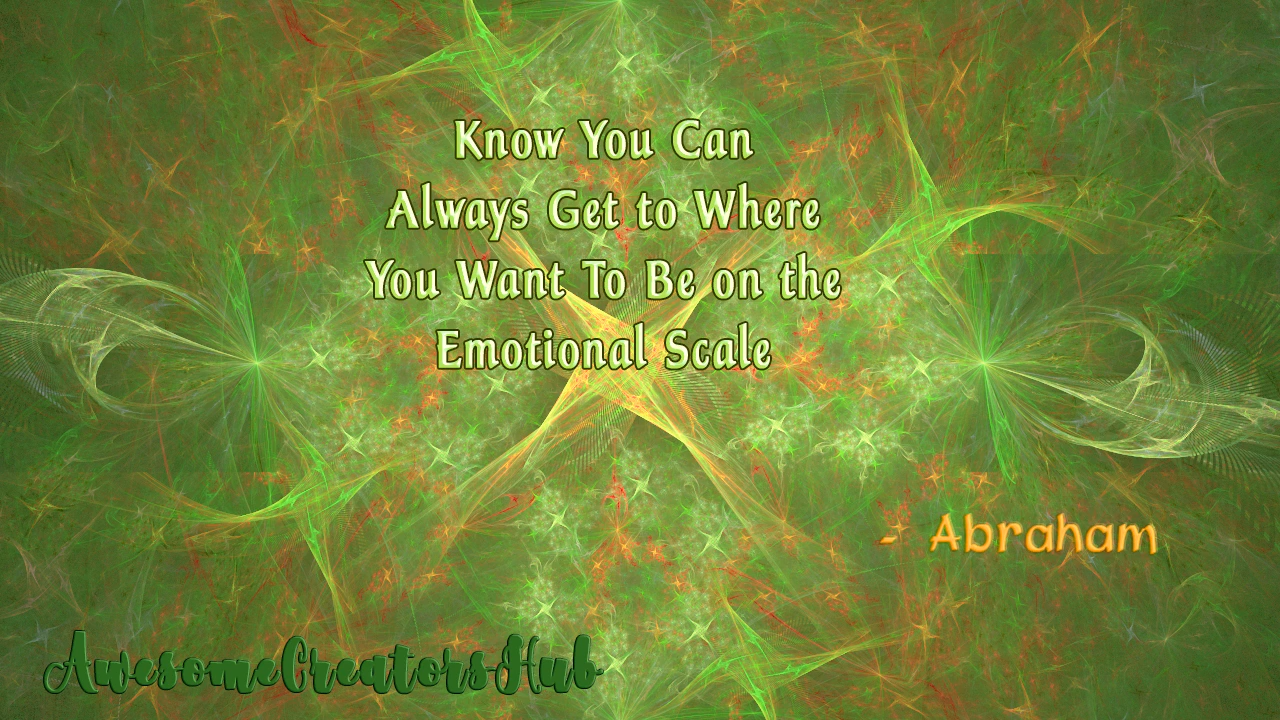 Know You Can
Always Get to Where
You Want To Be on the
Emotional Scale
- Abraham
AwesomeCreatorsHub